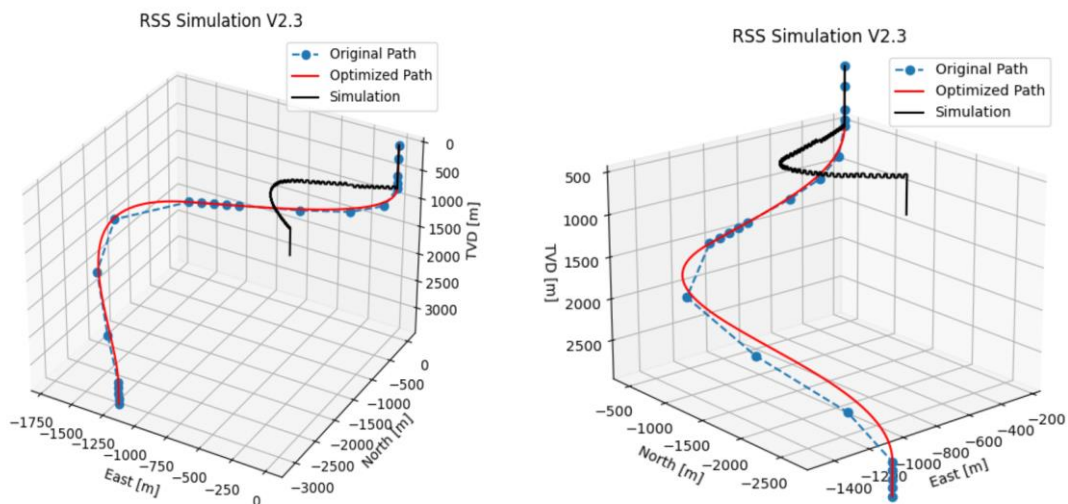 RSS Simulation V2.3
Original Path
Optimized Path
Simulation
0
500
1000
1500
2000
2500
3000
TVD [m]
0
−500
−1000
−1500
−2000
−2500
−3000
North [m]
−1750
−1500
−1250
−1000
−750
−500
−250
0
East [m]
RSS Simulation V2.3
Original Path
Optimized Path
Simulation
500
1000
1500
2000
2500
TVD [m]
−500
−1000
−1500
−2000
−2500
North [m]
−200
−400
−600
−800
−1000
−1200
−1400
East [m]